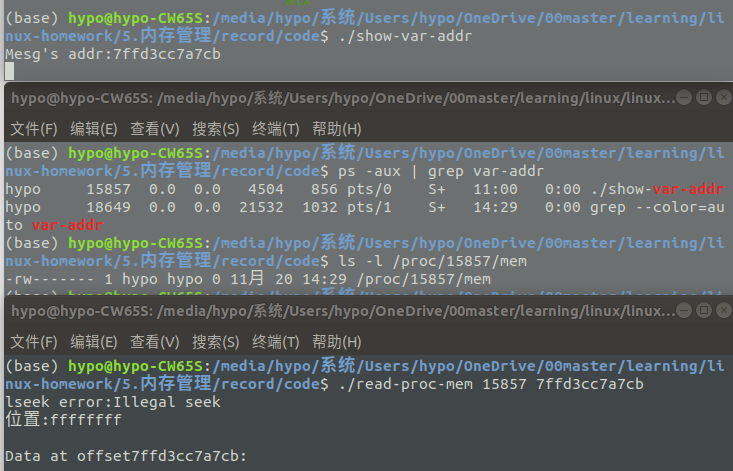 (base) hypo@hypo-CW65S:/media/hypo/系统/Users/hypo/OneDrive/00master/learning/li
nux-homework/5.内存管理/record/code$ ./show-var-addr
Mesg's addr:7ffd3cc7a7cb
hypo@hypo-CW65S: /media/hypo/系统/Users/hypo/OneDrive/00master/learning/linux/linux...
文件(F) 编辑(E) 查看(V) 搜索(S) 终端(T) 帮助(H)
(base) hypo@hypo-CW65S:/media/hypo/系统/Users/hypo/OneDrive/00master/learning/li
nux-homework/5.内存管理/record/code$ ps -aux | grep var-addr
hypo 15857 0.0 0.0 4504 856 pts/0 S+ 11:00 0:00 ./show-var-addr
hypo 18649 0.0 0.0 21532 1032 pts/1 S+ 14:29 0:00 grep --color=au
to var-addr
(base) hypo@hypo-CW65S:/media/hypo/系统/Users/hypo/OneDrive/00master/learning/li
nux-homework/5.内存管理/record/code$ ls -l /proc/15857/mem
-rw------- 1 hypo hypo 0 11月 20 14:29 /proc/15857/mem
hypo@hypo-CW65S: /media/hypo/系统/Users/hypo/OneDrive/00master/learning/linux/linux...
文件(F) 编辑(E) 查看(V) 搜索(S) 终端(T) 帮助(H)
(base) hypo@hypo-CW65S:/media/hypo/系统/Users/hypo/OneDrive/00master/learning/li
nux-homework/5.内存管理/record/code$ ./read-proc-mem 15857 7ffd3cc7a7cb
lseek error:Illegal seek
位置:ffffffff
Data at offset7ffd3cc7a7cb: